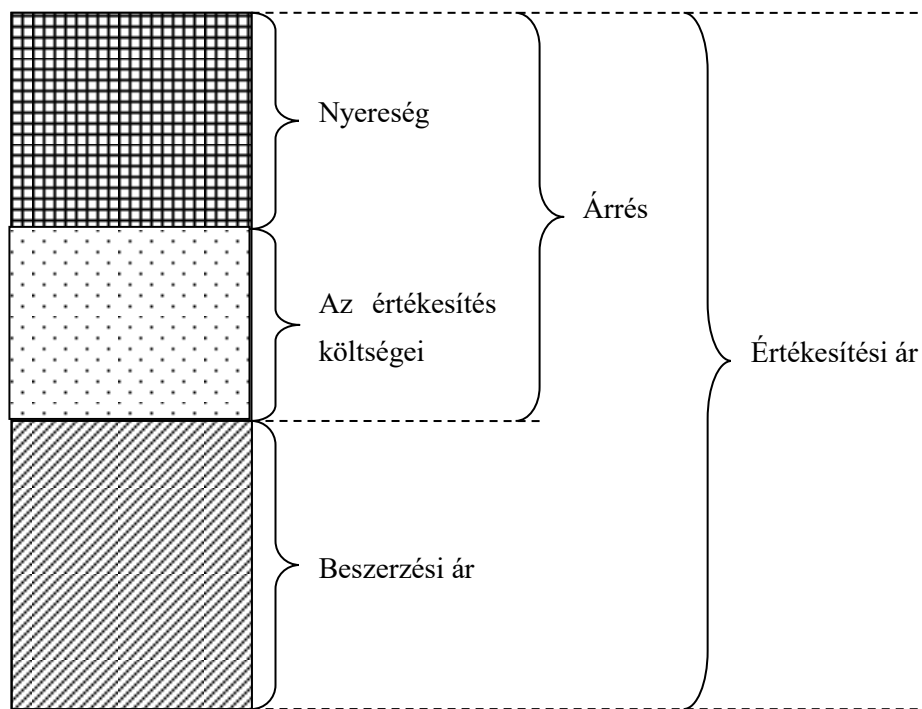 Nyereség
Árrés
Az értékesítés
költségei
Értékesítési ár
Beszerzési ár